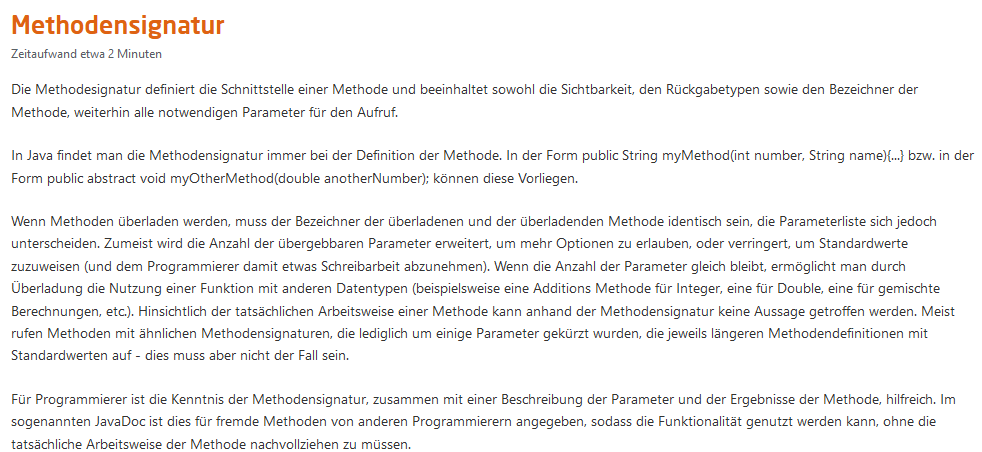 Methodensignatur
Zeitaufwand etwa 2 Minuten
Die Methodesignatur definiert die Schnittstelle einer Methode und beeinhaltet sowohl die Sichtbarkeit, den Rückgabetypen sowie den Bezeichner der
Methode, weiterhin alle notwendigen Parameter für den Aufruf.
In Java findet man die Methodensignatur immer bei der Definition der Methode. In der Form public String myMethod(int number, String name){...} bzw. in der
Form public abstract void myOtherMethod(double anotherNumber); können diese Vorliegen.
Wenn Methoden überladen werden, muss der Bezeichner der überladenen und der überladenden Methode identisch sein, die Parameterliste sich jedoch
unterscheiden. Zumeist wird die Anzahl der übergebbaren Parameter erweitert, um mehr Optionen zu erlauben, oder verringert, um Standardwerte
zuzuweisen (und dem Programmierer damit etwas Schreibarbeit abzunehmen). Wenn die Anzahl der Parameter gleich bleibt, ermöglicht man durch
Überladung die Nutzung einer Funktion mit anderen Datentypen (beispielsweise eine Additions Methode für Integer, eine für Double, eine für gemischte
Berechnungen, etc.). Hinsichtlich der tatsächlichen Arbeitsweise einer Methode kann anhand der Methodensignatur keine Aussage getroffen werden. Meist
rufen Methoden mit ähnlichen Methodensignaturen, die lediglich um einige Parameter gekürzt wurden, die jeweils längeren Methodendefinitionen mit
Standardwerten auf - dies muss aber nicht der Fall sein.
Für Programmierer ist die Kenntnis der Methodensignatur, zusammen mit einer Beschreibung der Parameter und der Ergebnisse der Methode, hilfreich. Im
sogenannten JavaDoc ist dies für fremde Methoden von anderen Programmierern angegeben, sodass die Funktionalität genutzt werden kann, ohne die
tatsächliche Arbeitsweise der Methode nachvollziehen zu müssen.